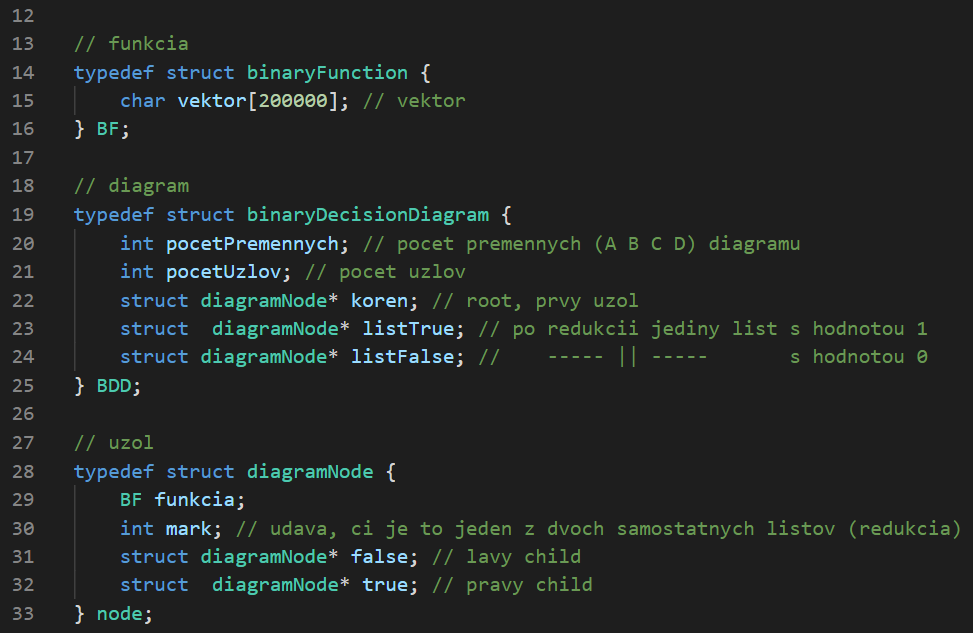 12
13 // funkcia
14 typedef struct binaryFunction {
15 char vektor[200000]; // vektor
16 } BF;
17
18 // diagram
19 typedef struct binaryDecisionDiagram {
20 int pocetPremennych; // pocet premennych (A B C D) diagramu
21 int pocetUzlov; // pocet uzlov
22 struct diagramNode* koren; // root, prvy uzol
23 struct  diagramNode* listTrue; // po redukcii jediny list s hodnotou 1
24 struct diagramNode* listFalse; //    ----- || -----       s hodnotou 0
25 } BDD;
26
27 // uzol
28 typedef struct diagramNode {
29 BF funkcia;
30 int mark; // udava, ci je to jeden z dvoch samostatnych listov (redukcia)
31 struct diagramNode* false; // lavy child
32 struct  diagramNode* true; // pravy child
33 } node;